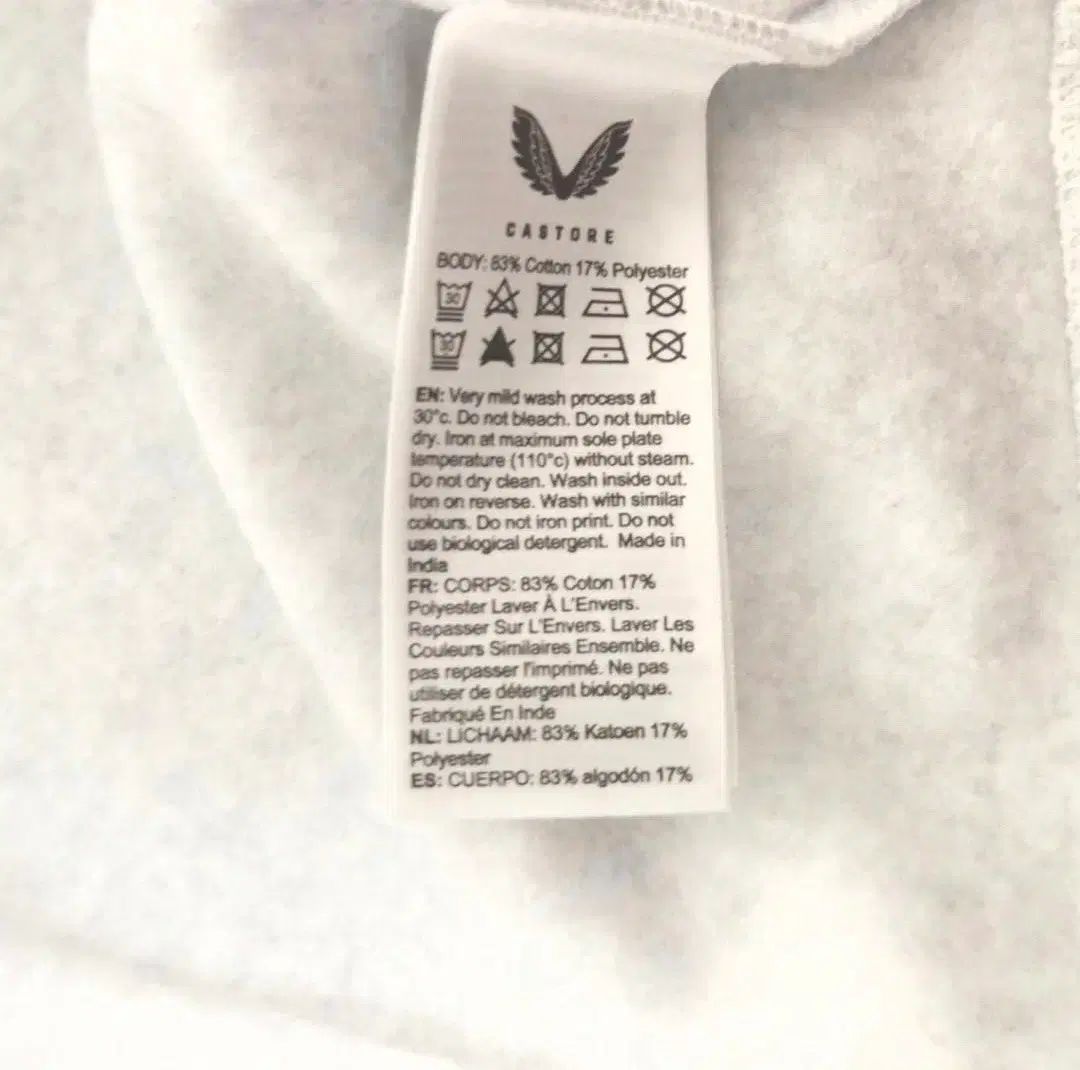 CASTORE
BODY: 83% Cotton 17% Polyester
30
30
EN: Very mild wash process at
30°c. Do not bleach. Do not tumble
dry. Iron at maximum sole plate
temperature (110°c) without steam.
Do not dry clean. Wash inside out.
Iron on reverse. Wash with similar
colours. Do not iron print. Do not
use biological detergent. Made in
India
FR: CORPS: 83% Coton 17%
Polyester Laver À L'Envers.
Repasser Sur L'Envers. Laver Les
Couleurs Similaires Ensemble. Ne
pas repasser l'imprimé. Ne pas
utiliser de détergent biologique.
Fabriqué En Inde
NL: LICHAAM: 83% Katoen 17%
Polyester
ES: CUERPO: 83% algodón 17%